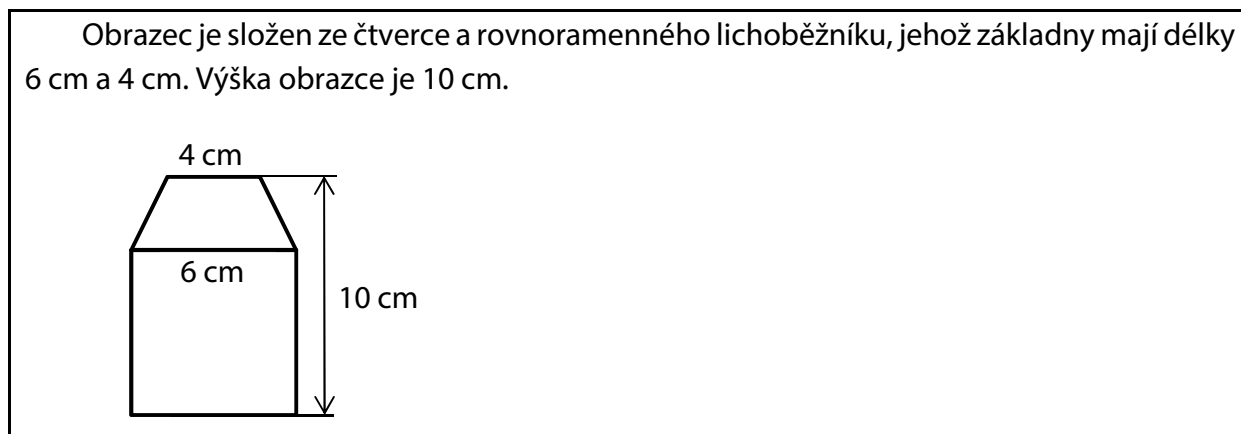 Obrazec je složen ze čtverce a rovnoramenného lichoběžníku, jehož základny mají délky
6 cm a 4 cm. Výška obrazce je 10 cm.
4 cm
6 cm
10 cm